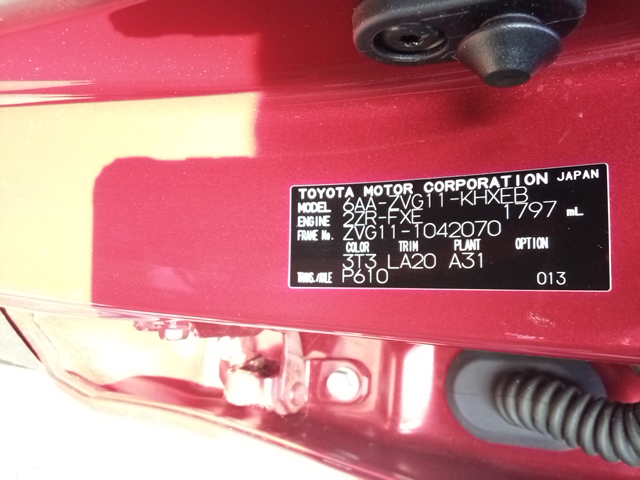 TOYOTA MOTOR CORPORATION JAPAN
MODEL 6AA-ZVG11-KHXEB
ENGINE 2ZR-FXE 1797 mL
FRAME No. ZVG11-1042070
COLOR TRIM PLANT OPTION
3T3 LA20 A31
TRANS./AXLE P610 013